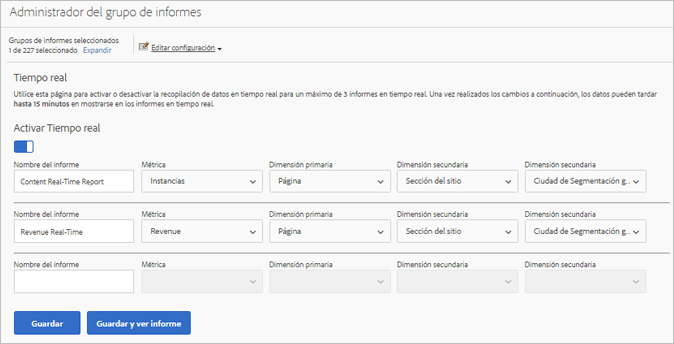 Administrador del grupo de informes
Grupos de informes seleccionados
1 de 227 seleccionado Expandir
Editar configuración
Tiempo real
Utilice esta página para activar o desactivar la recopilación de datos en tiempo real para un máximo de 3 informes en tiempo real. Una vez realizados los cambios a continuación, los datos pueden tardar
hasta 15 minutos en mostrarse en los informes en tiempo real.
Activar Tiempo real
Nombre del informe Métrica Dimensión primaria Dimensión secundaria Dimensión secundaria
Content Real-Time Report Instancias Página Sección del sitio Ciudad de Segmentación g...
Nombre del informe Métrica Dimensión primaria Dimensión secundaria Dimensión secundaria
Revenue Real-Time Revenue Página Sección del sitio Ciudad de Segmentación g...
Nombre del informe Métrica Dimensión primaria Dimensión secundaria Dimensión secundaria
Guardar Guardar y ver informe